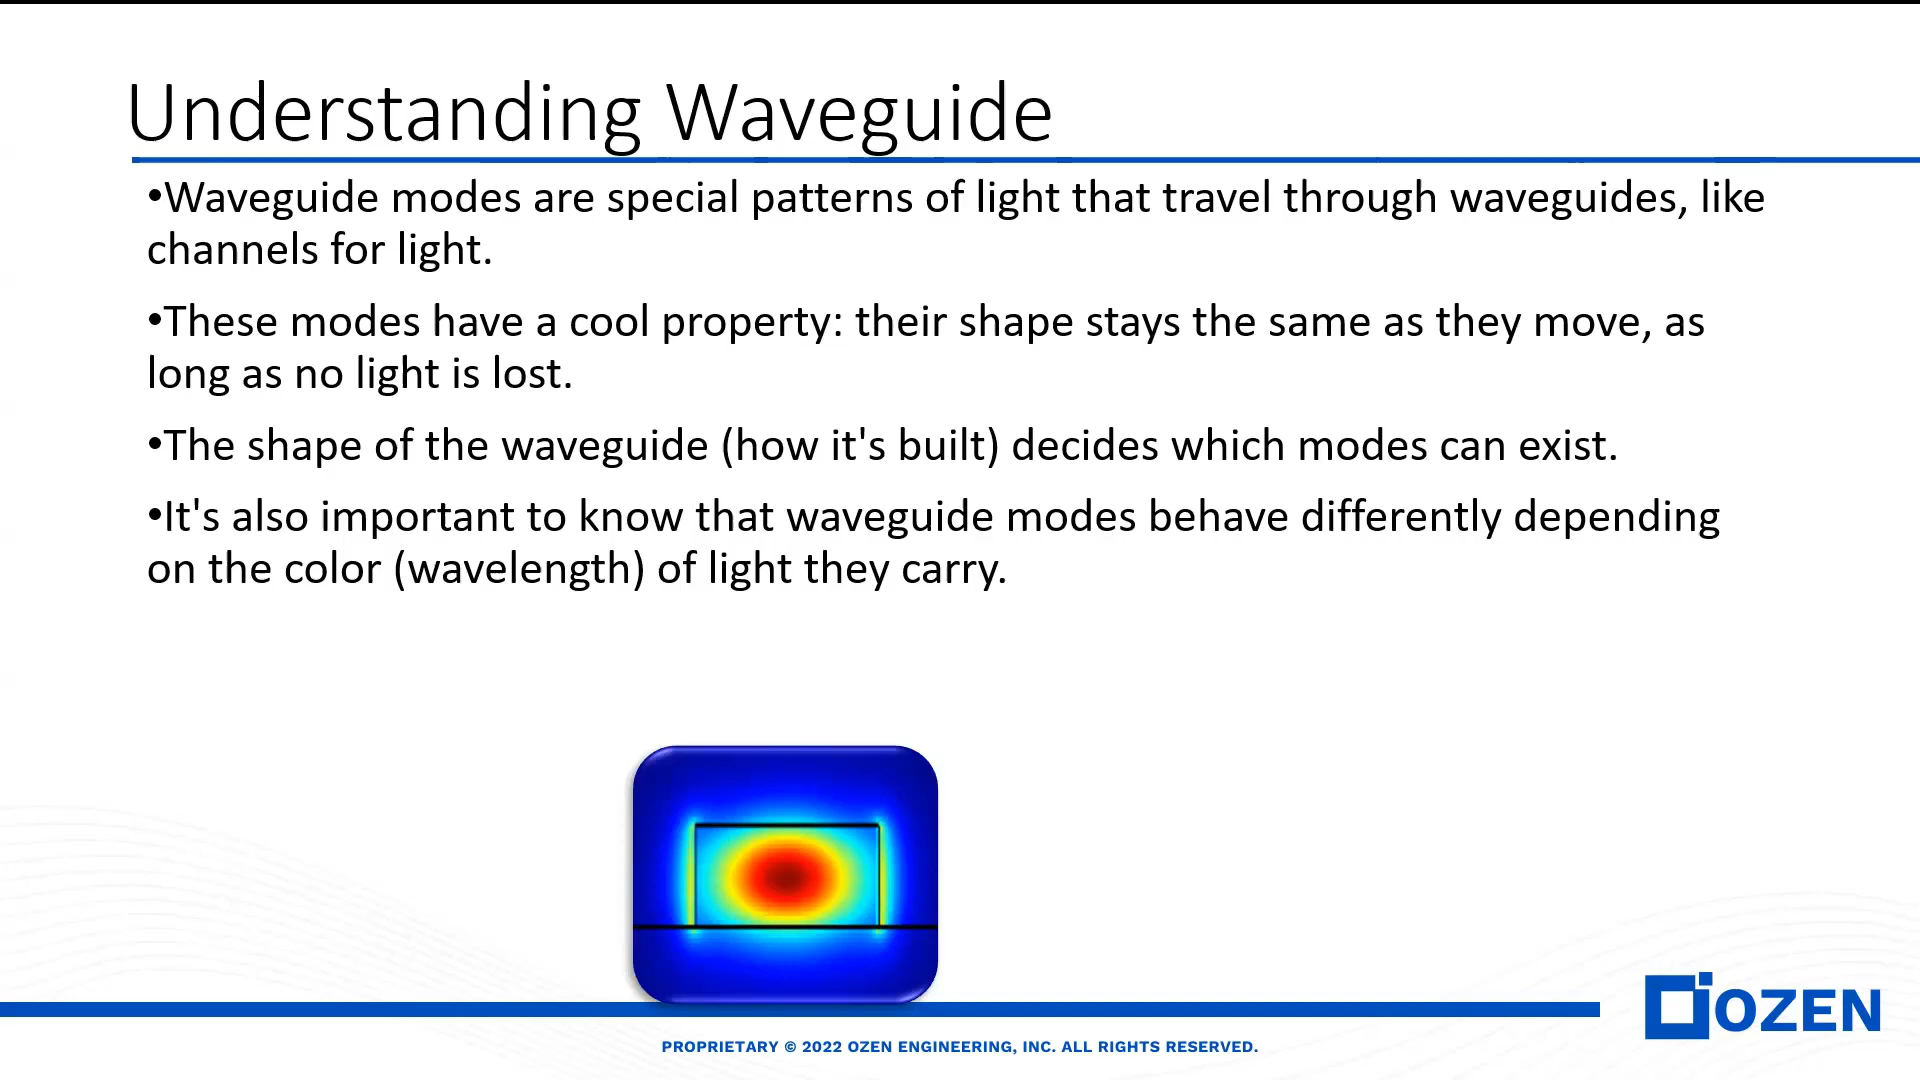 Understanding Waveguide
•Waveguide modes are special patterns of light that travel through waveguides, like
channels for light.
•These modes have a cool property: their shape stays the same as they move, as
long as no light is lost.
•The shape of the waveguide (how it's built) decides which modes can exist.
•It's also important to know that waveguide modes behave differently depending
on the color (wavelength) of light they carry.
OZEN
PROPRIETARY © 2022 OZEN ENGINEERING, INC. ALL RIGHTS RESERVED.